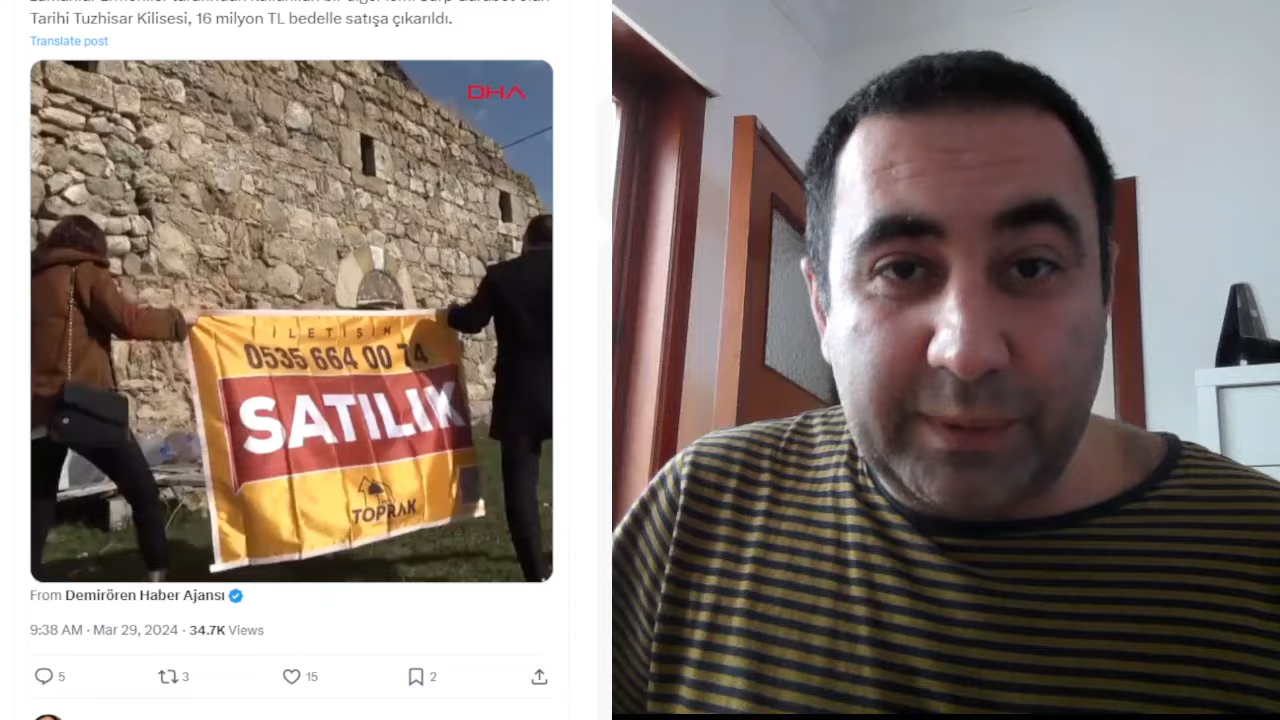 Tarihi Tuzhisar Kilisesi, 16 milyon TL bedelle satışa çıkarıldı.
Translate post
DHA
İLETİŞİM
0535 664 00 74
SATILIK
TOPRAK
From Demirören Haber Ajansı
9:38 AM · Mar 29, 2024 · 34.7K Views
5
3
15
2